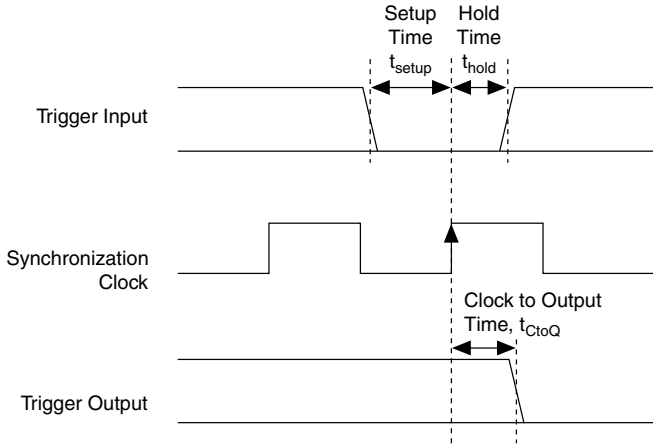 Setup
Time
t_setup
Hold
Time
t_hold
Trigger Input
Synchronization
Clock
Clock to Output
Time, t_CtoQ
Trigger Output